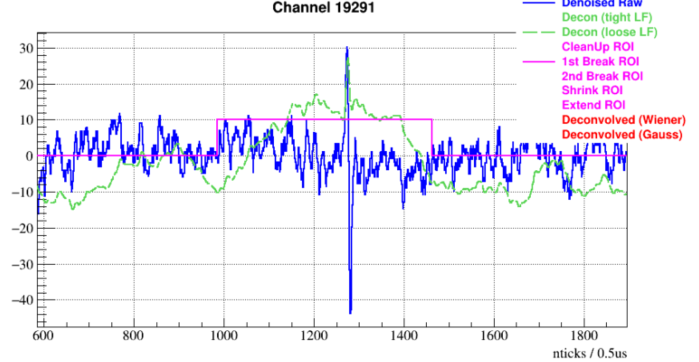 Channel 19291
Denoised Raw
Decon (tight LF)
Decon (loose LF)
CleanUp ROI
1st Break ROI
2nd Break ROI
Shrink ROI
Extend ROI
Deconvolved (Wiener)
Deconvolved (Gauss)
30
20
10
0
−10
−20
−30
−40
600 800 1000 1200 1400 1600 1800
nticks / 0.5us